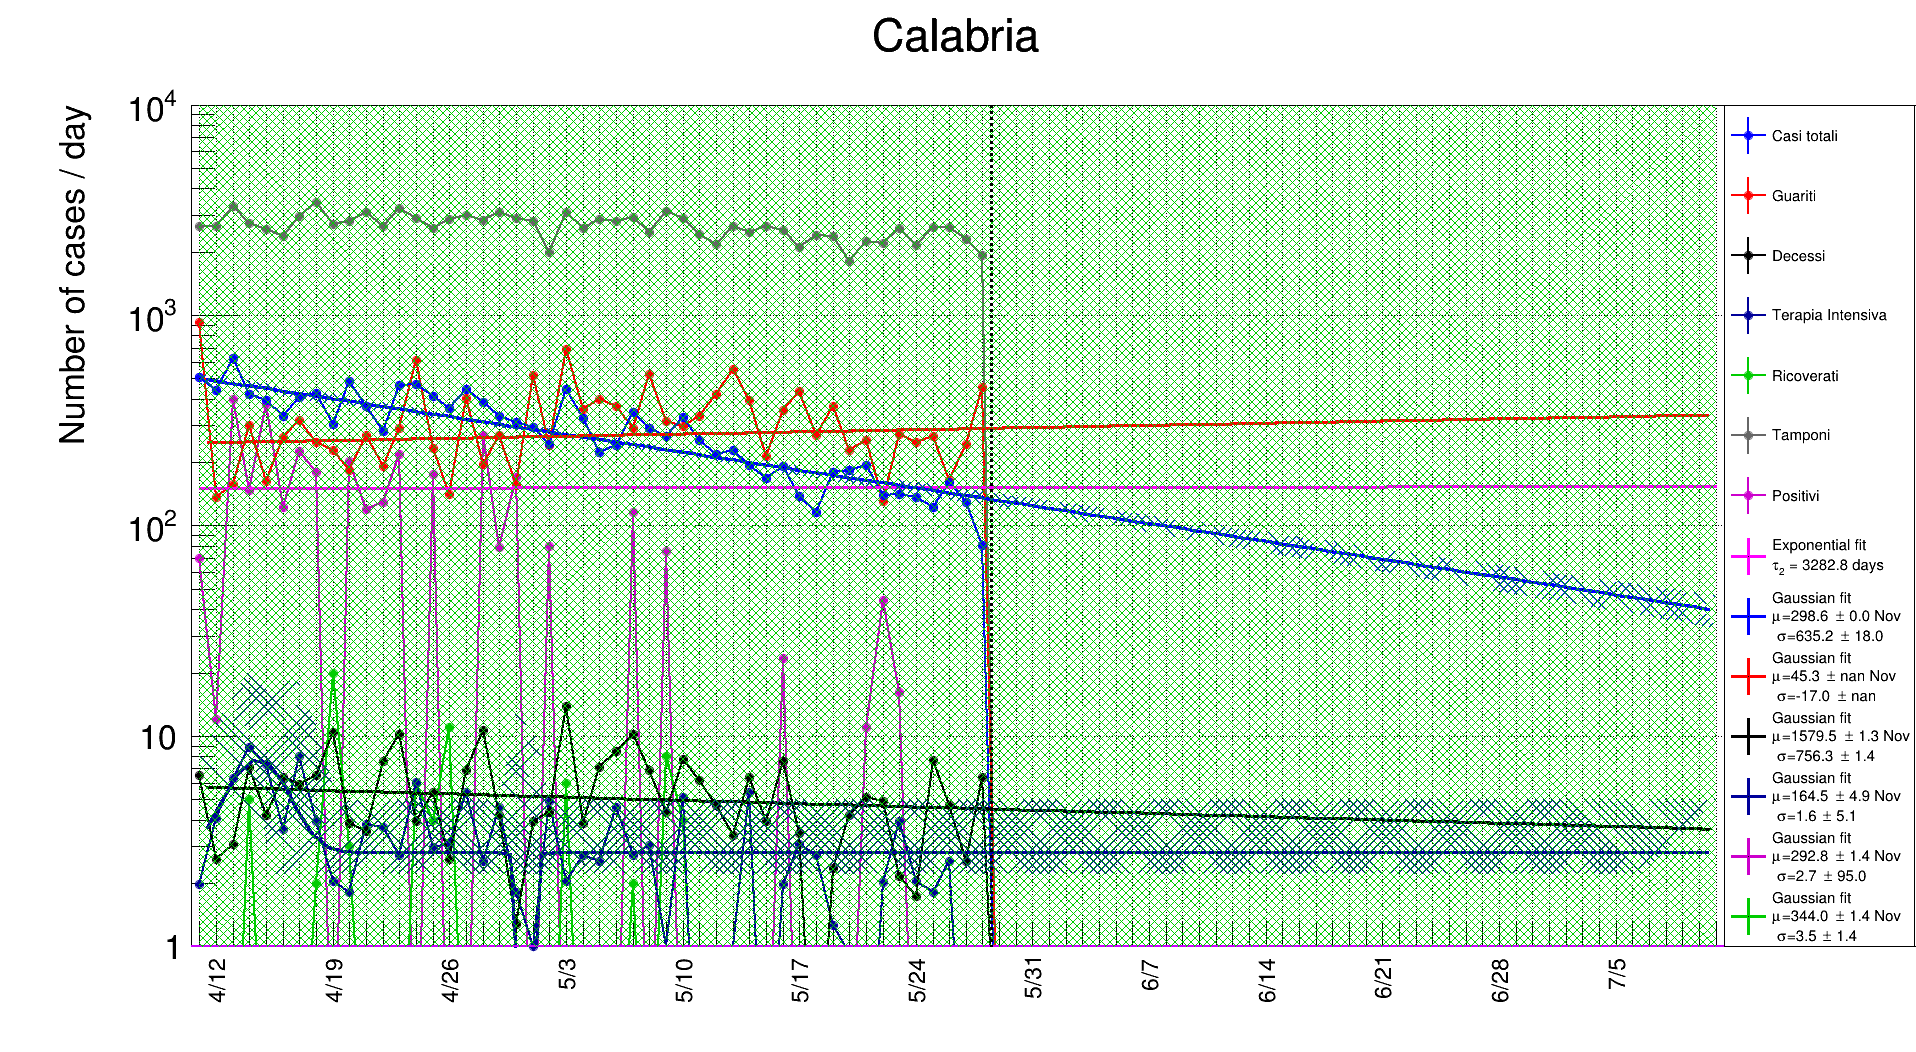 Calabria
Number of cases / day
10^4
10^3
10^2
10
1
4/12
4/19
4/26
5/3
5/10
5/17
5/24
5/31
6/7
6/14
6/21
6/28
7/5
Casi totali
Guariti
Decessi
Terapia Intensiva
Ricoverati
Tamponi
Positivi
Exponential fit
τ₂ = 3282.8 days
Gaussian fit
μ=298.6 ± 0.0 Nov
σ=635.2 ± 18.0
Gaussian fit
μ=45.3 ± nan Nov
σ=-17.0 ± nan
Gaussian fit
μ=1579.5 ± 1.3 Nov
σ=756.3 ± 1.4
Gaussian fit
μ=164.5 ± 4.9 Nov
σ=1.6 ± 5.1
Gaussian fit
μ=292.8 ± 1.4 Nov
σ=2.7 ± 95.0
Gaussian fit
μ=344.0 ± 1.4 Nov
σ=3.5 ± 1.4